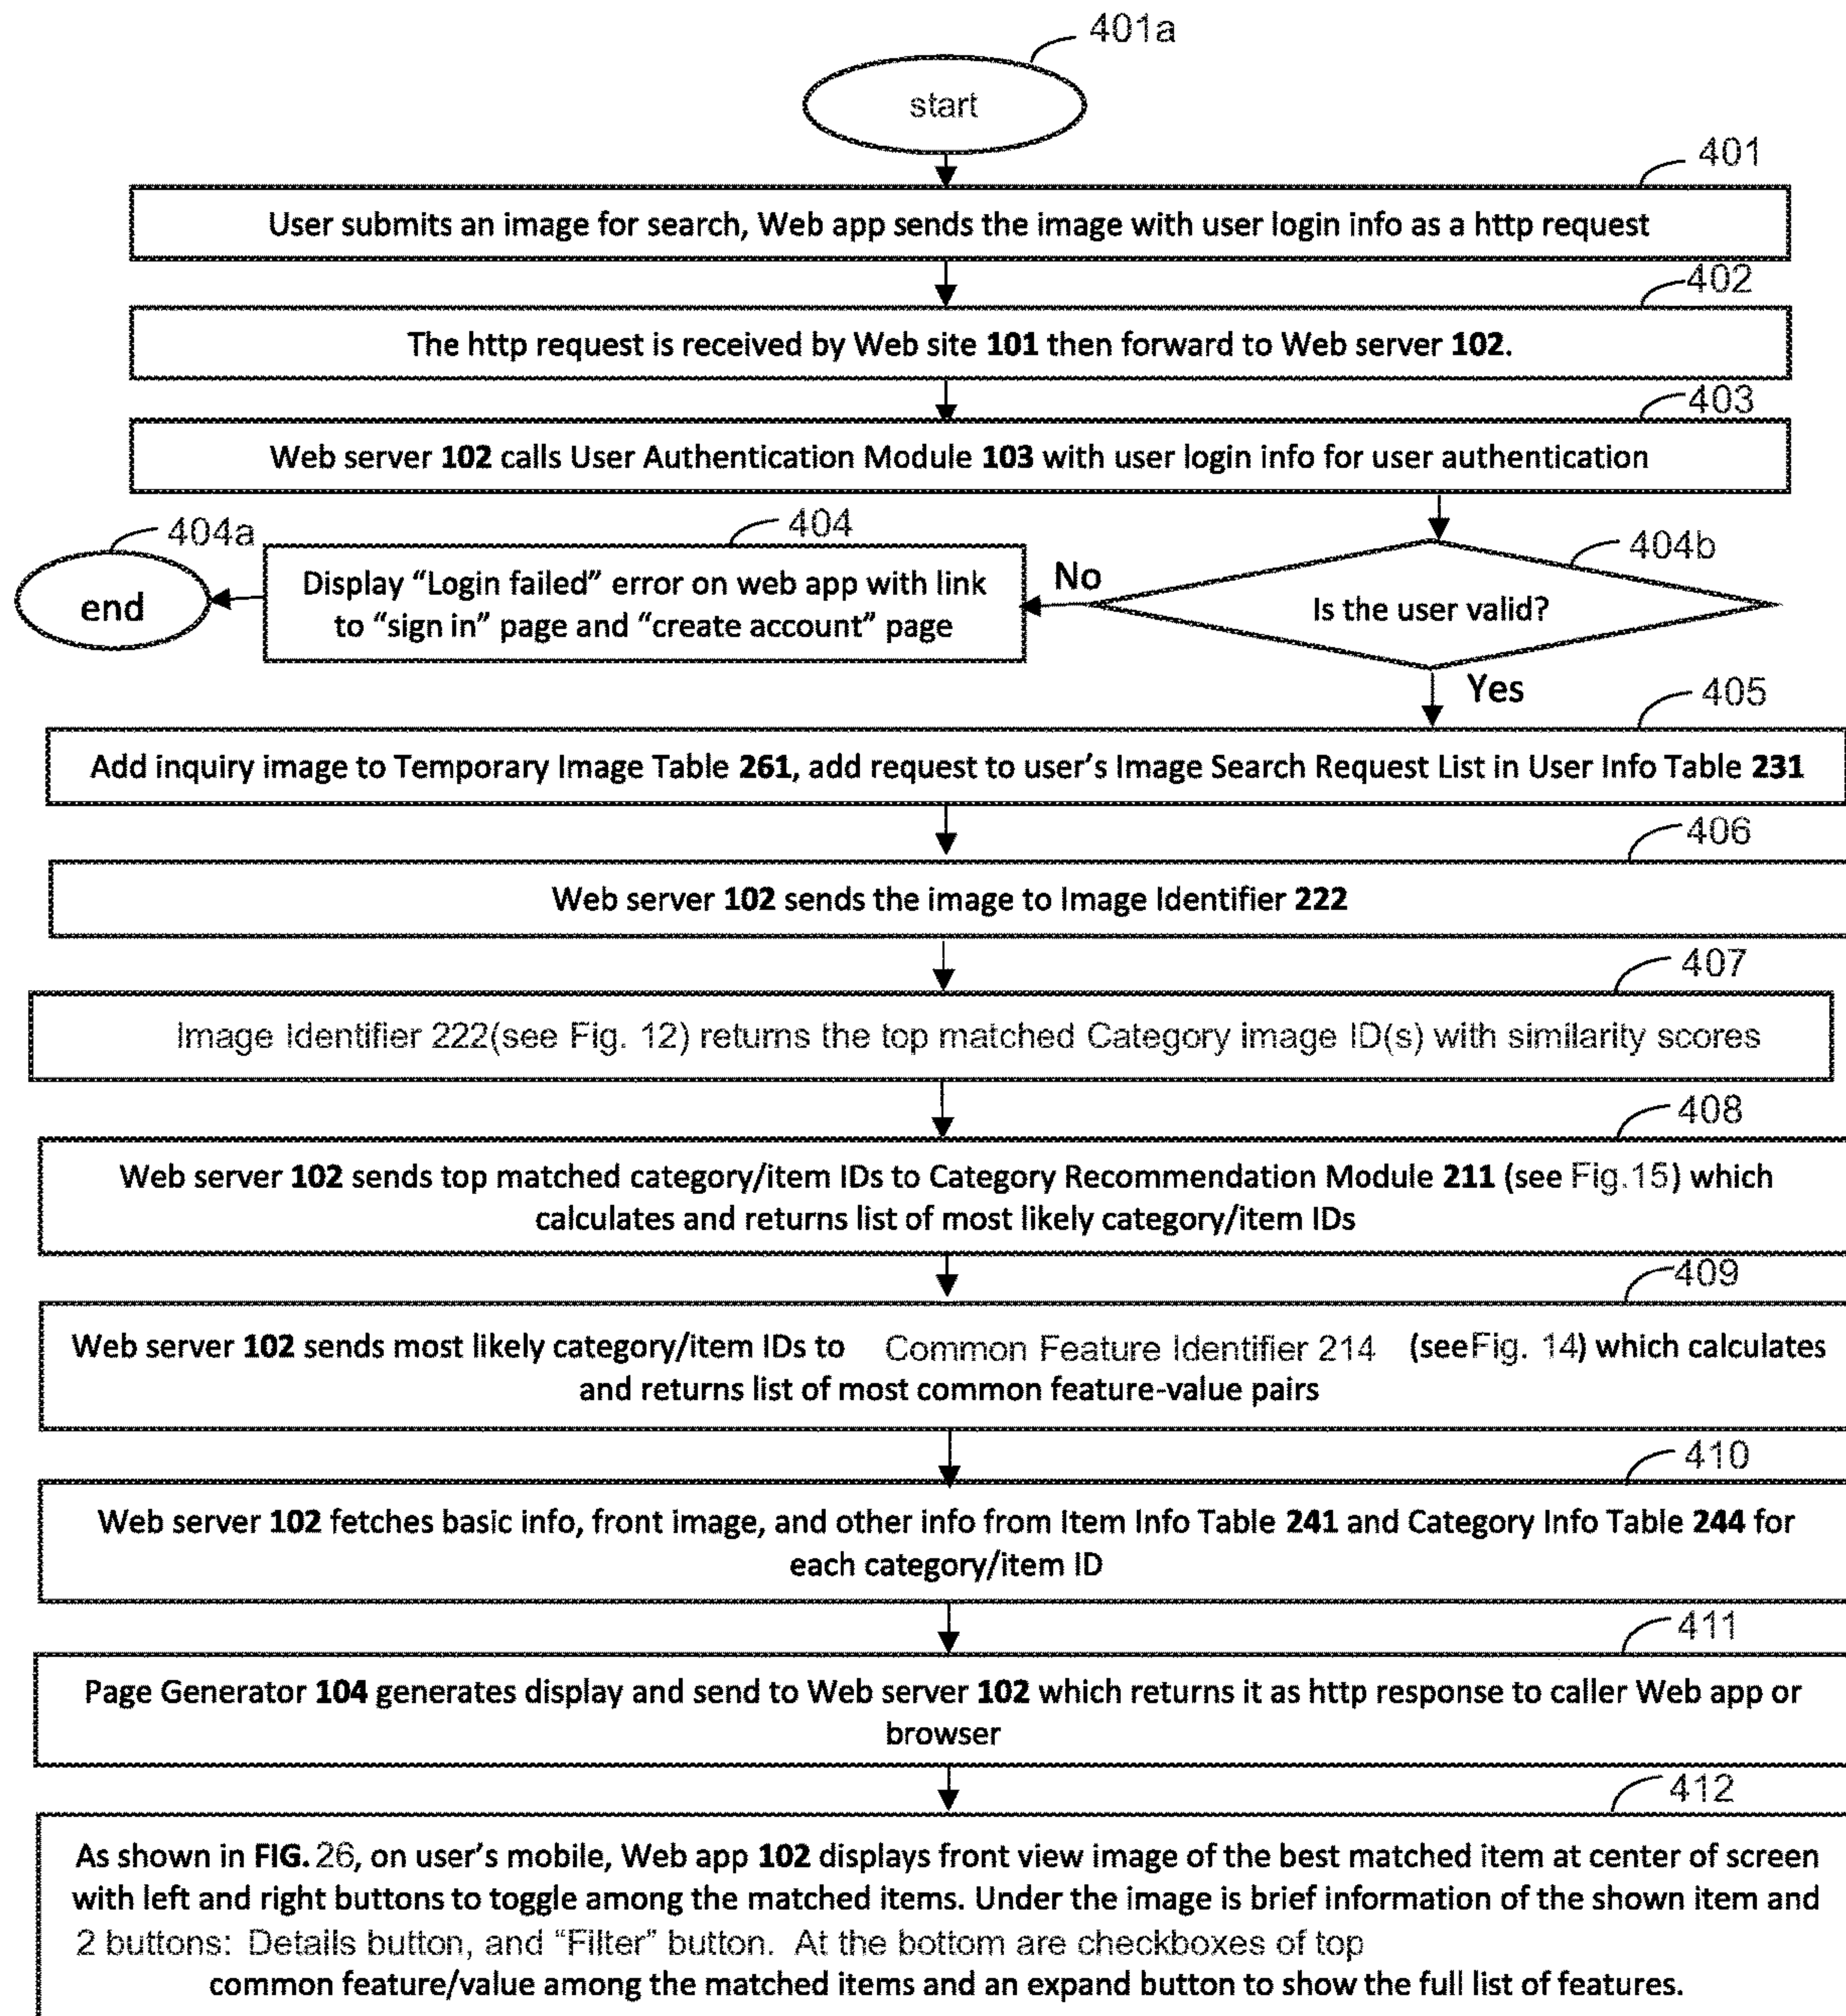 401a
start
401
User submits an image for search, Web app sends the image with user login info as a http request
402
The http request is received by Web site 101 then forward to Web server 102.
403
Web server 102 calls User Authentication Module 103 with user login info for user authentication
404a
404
404b
end
Display “Login failed” error on web app with link
to “sign in” page and “create account” page
No
Is the user valid?
Yes
405
Add inquiry image to Temporary Image Table 261, add request to user’s Image Search Request List in User Info Table 231
406
Web server 102 sends the image to Image Identifier 222
407
Image Identifier 222(see Fig. 12) returns the top matched Category image ID(s) with similarity scores
408
Web server 102 sends top matched category/item IDs to Category Recommendation Module 211 (see Fig.15) which
calculates and returns list of most likely category/item IDs
409
Web server 102 sends most likely category/item IDs to Common Feature Identifier 214 (seeFig. 14) which calculates
and returns list of most common feature-value pairs
410
Web server 102 fetches basic info, front image, and other info from Item Info Table 241 and Category Info Table 244 for
each category/item ID
411
Page Generator 104 generates display and send to Web server 102 which returns it as http response to caller Web app or
browser
412
As shown in FIG. 26, on user’s mobile, Web app 102 displays front view image of the best matched item at center of screen
with left and right buttons to toggle among the matched items. Under the image is brief information of the shown item and
2 buttons: Details button, and “Filter” button. At the bottom are checkboxes of top
common feature/value among the matched items and an expand button to show the full list of features.